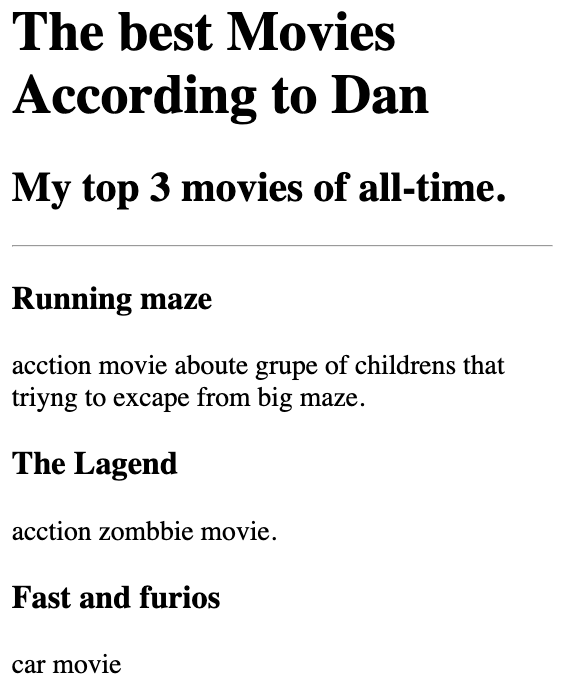 The best Movies
According to Dan
My top 3 movies of all-time.
Running maze
acction movie aboute grupe of childrens that
triyng to excape from big maze.
The Lagend
acction zombbie movie.
Fast and furios
car movie